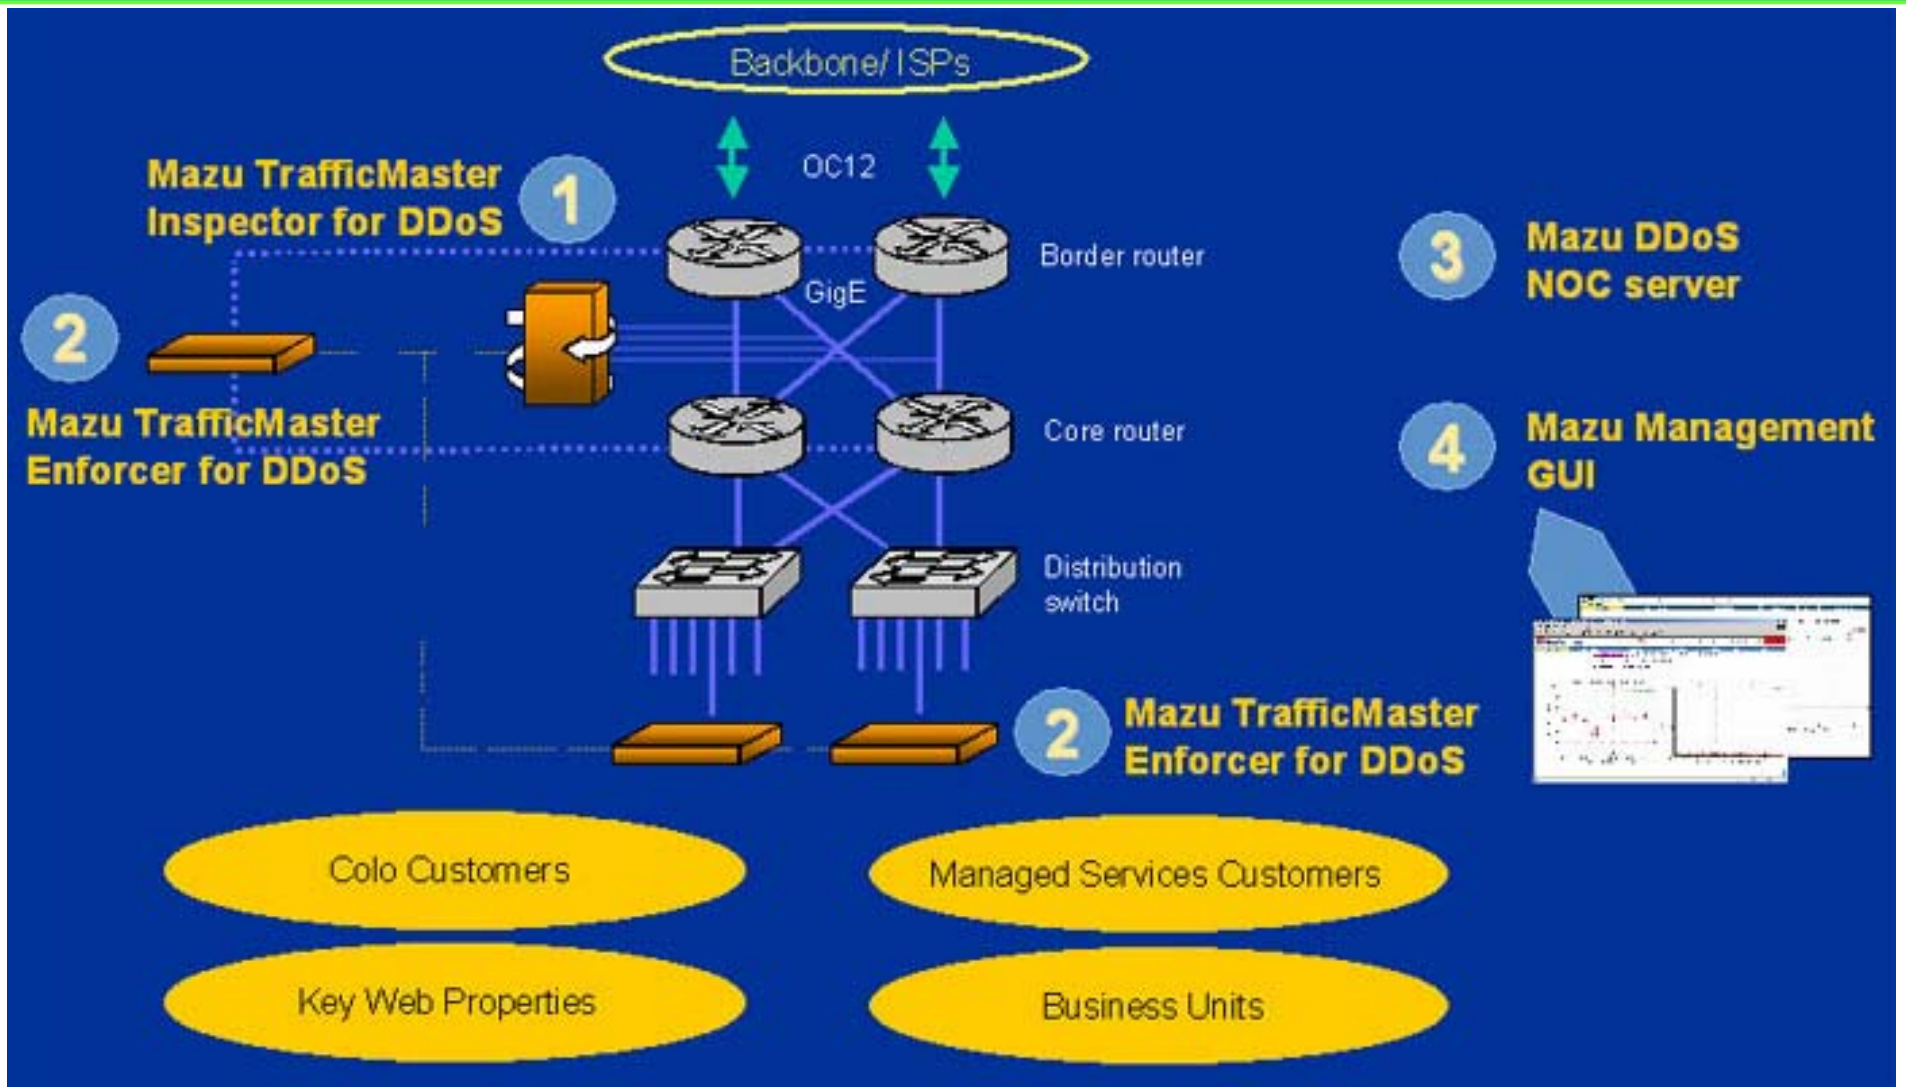 Backbone/ ISPs
OC12
Mazu TrafficMaster
Inspector for DDoS
1
Border router
GigE
3
Mazu DDoS
NOC server
2
Mazu TrafficMaster
Enforcer for DDoS
Core router
4
Mazu Management
GUI
Distribution
switch
2
Mazu TrafficMaster
Enforcer for DDoS
Colo Customers
Managed Services Customers
Key Web Properties
Business Units